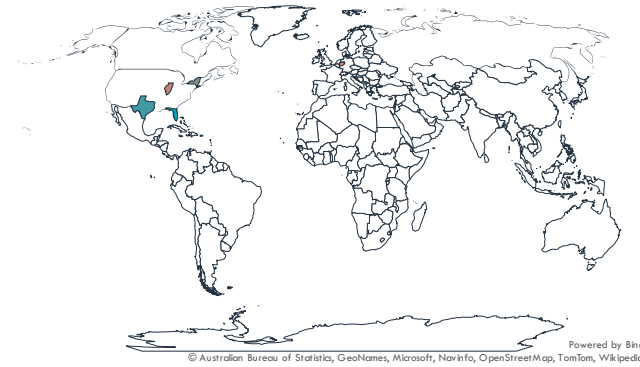 Powered by Bing
© Australian Bureau of Statistics, GeoNames, Microsoft, Navinfo, OpenStreetMap, TomTom, Wikipedia